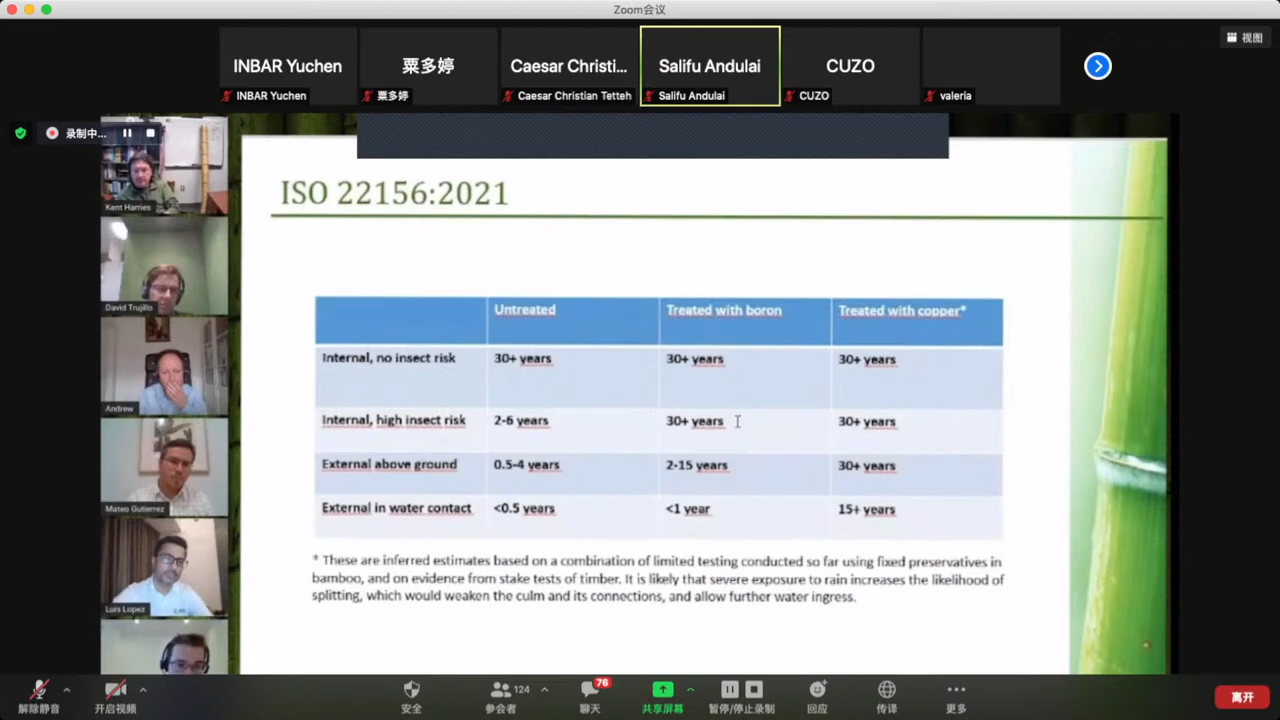 Zoom会议
视图
INBAR Yuchen
粟多婷
Caesar Christi...
Salifu Andulai
CUZO
INBAR Yuchen
粟多婷
Caesar Christian Tetteh
Salifu Andulai
CUZO
valeria
录制中...
Kent Harries
David Trujillo
Andrew
Mateo Gutierrez
Luis Lopez
ISO 22156:2021
Untreated Treated with boron Treated with copper*
Internal, no insect risk 30+ years 30+ years 30+ years
Internal, high insect risk 2-6 years 30+ years 30+ years
External above ground 0.5-4 years 2-15 years 30+ years
External in water contact <0.5 years <1 year 15+ years
* These are inferred estimates based on a combination of limited testing conducted so far using fixed preservatives in
bamboo, and on evidence from stake tests of timber. It is likely that severe exposure to rain increases the likelihood of
splitting, which would weaken the culm and its connections, and allow further water ingress.
124
76
解除静音
开启视频
安全
参会者
聊天
共享屏幕
暂停/停止录制
回应
传译
更多
离开